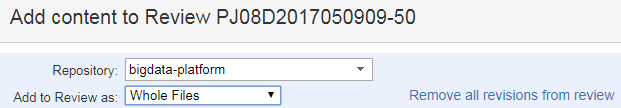 Add content to Review PJ08D2017050909-50
Repository: bigdata-platform
Add to Review as: Whole Files Remove all revisions from review